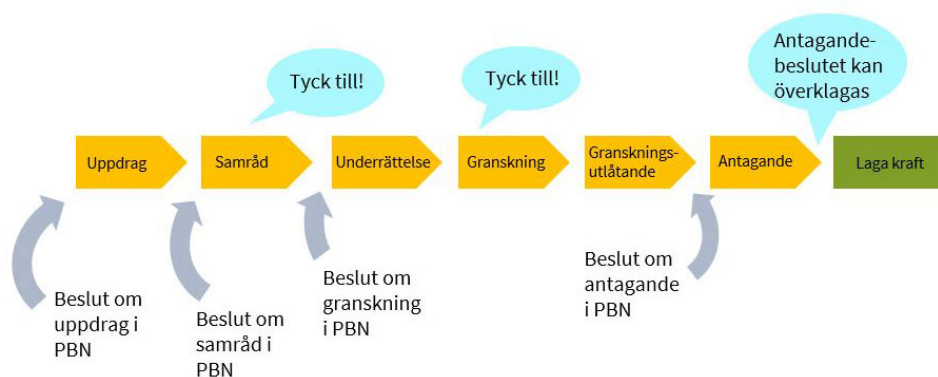 Tyck till!
Tyck till!
Antagande-
beslutet kan
överklagas
Uppdrag
Samråd
Underrättelse
Granskning
Gransknings-
utlåtande
Antagande
Laga kraft
Beslut om
uppdrag i
PBN
Beslut om
samråd i
PBN
Beslut om
granskning
i PBN
Beslut om
antagande
i PBN